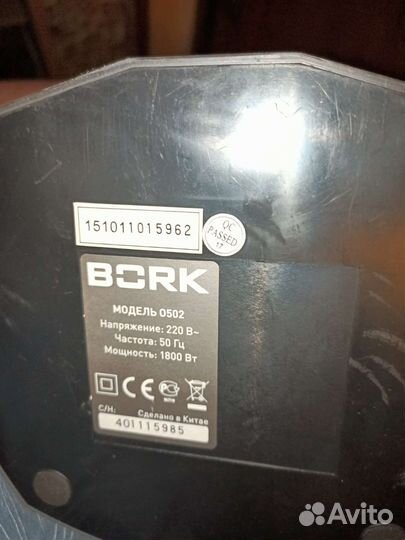 151011015962
QC
PASSED
17
BORK
МОДЕЛЬ O502
Напряжение: 220 В~
Частота: 50 Гц
Мощность: 1800 Вт
CE
С/Н: Сделано в Китае
401115985
Avito